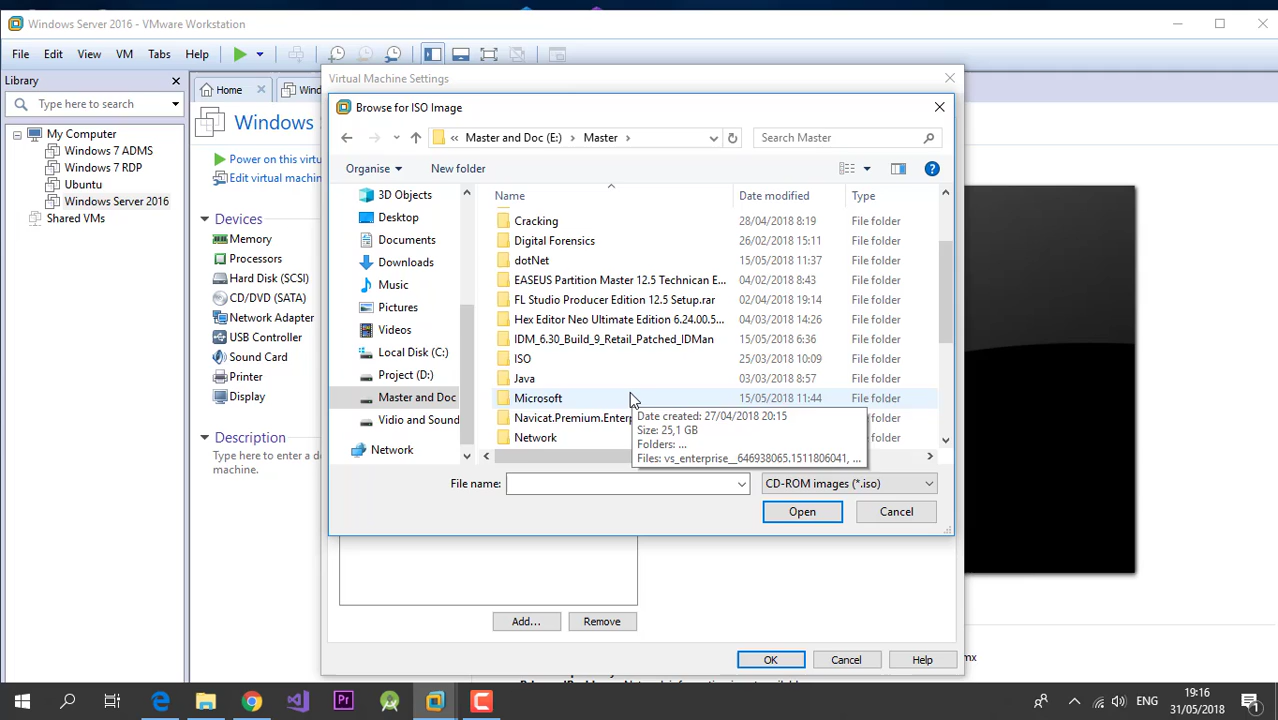 Windows Server 2016 - VMware Workstation
File Edit View VM Tabs Help
Library
Type here to search
My Computer
Windows 7 ADMS
Windows 7 RDP
Ubuntu
Windows Server 2016
Shared VMs
Home
Wind
Windows S
Power on this virtu
Edit virtual machin
Devices
Memory
Processors
Hard Disk (SCSI)
CD/DVD (SATA)
Network Adapter
USB Controller
Sound Card
Printer
Display
Description
Type here to enter a de
Virtual Machine Settings
Browse for ISO Image
« Master and Doc (E:) > Master >
Search Master
Organise New folder
3D Objects
Desktop
Documents
Downloads
Music
Pictures
Videos
Local Disk (C:)
Project (D:)
Master and Doc
Vidio and Sound
Network
Name Date modified Type
Cracking 28/04/2018 8:19 File folder
Digital Forensics 26/02/2018 15:11 File folder
dotNet 15/05/2018 11:37 File folder
EASEUS Partition Master 12.5 Technican E... 04/02/2018 8:43 File folder
FL Studio Producer Edition 12.5 Setup.rar 02/04/2018 19:14 File folder
Hex Editor Neo Ultimate Edition 6.24.00.5... 04/03/2018 14:26 File folder
IDM_6.30_Build_9_Retail_Patched_IDMan 15/05/2018 6:36 File folder
ISO 25/03/2018 10:09 File folder
Java 03/03/2018 8:57 File folder
Microsoft 15/05/2018 11:44 File folder
Navicat.Premium.Enterp
Network
Date created: 27/04/2018 20:15
Size: 25,1 GB
Folders: ...
Files: vs_enterprise__646938065.1511806041, ...
File name:
CD-ROM images (*.iso)
Open Cancel
Add... Remove
OK Cancel Help
mx
ENG
19:16
31/05/2018
1
Pr